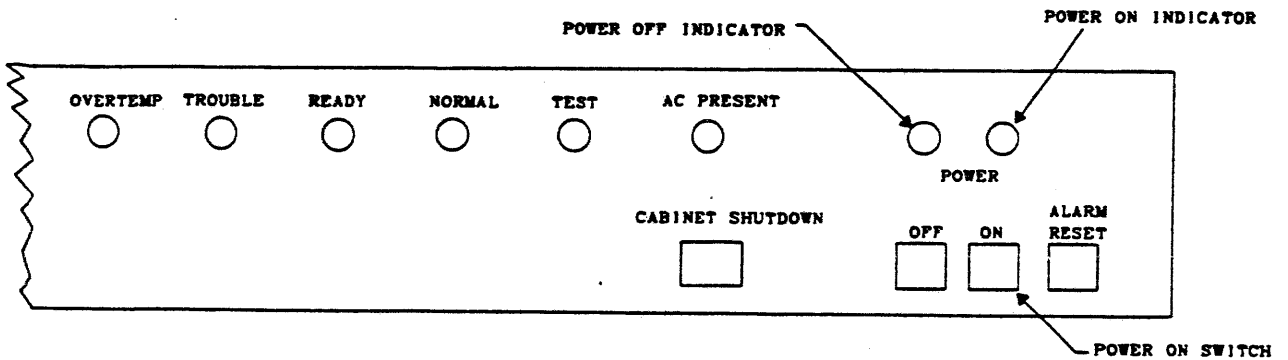 POWER OFF INDICATOR
POWER ON INDICATOR
OVERTEMP TROUBLE READY NORMAL TEST AC PRESENT
POWER
CABINET SHUTDOWN
OFF ON
ALARM
RESET
POWER ON SWITCH